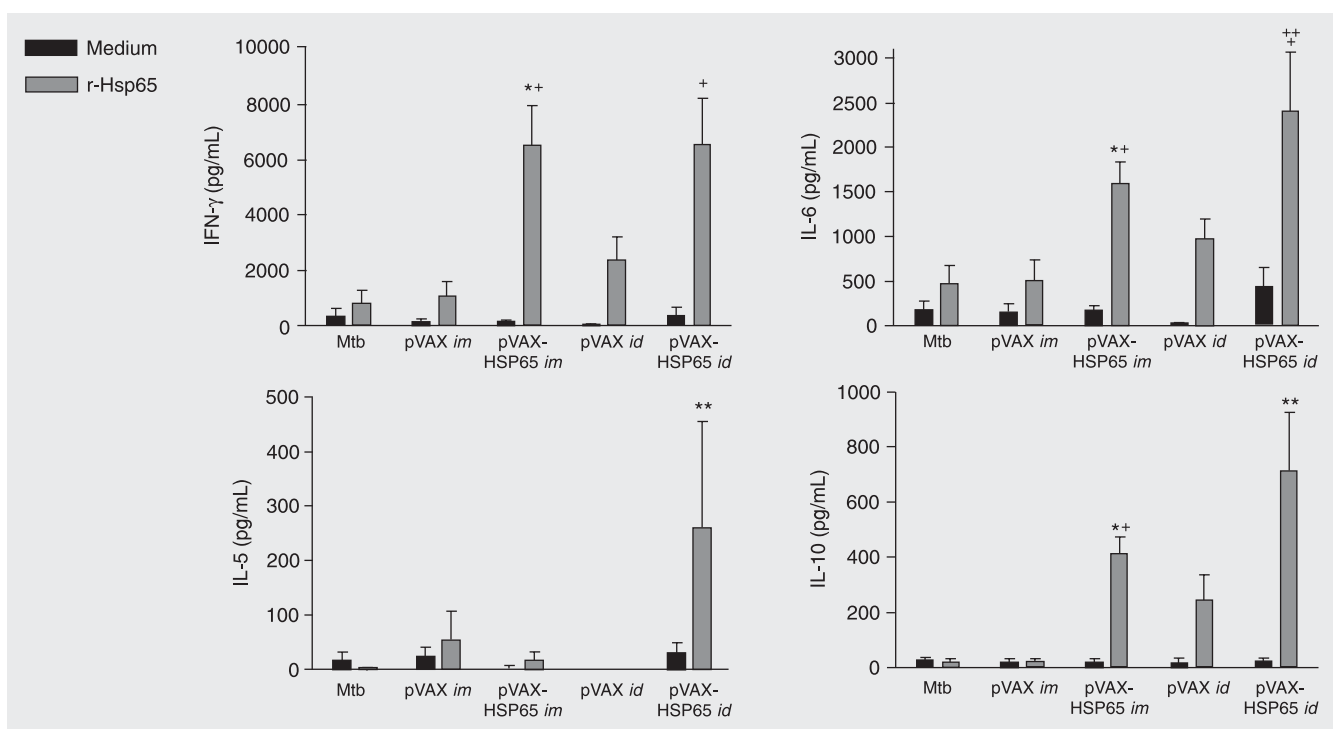 Medium
r-Hsp65
IFN-γ (pg/mL)
10000
8000
6000
4000
2000
0
*+
+
Mtb
pVAX im
pVAX-
HSP65 im
pVAX id
pVAX-
HSP65 id
IL-6 (pg/mL)
3000
2500
2000
1500
1000
500
0
*+
++
+
Mtb
pVAX im
pVAX-
HSP65 im
pVAX id
pVAX-
HSP65 id
IL-5 (pg/mL)
500
400
300
200
100
0
**
Mtb
pVAX im
pVAX-
HSP65 im
pVAX id
pVAX-
HSP65 id
IL-10 (pg/mL)
1000
800
600
400
200
0
*+
**
Mtb
pVAX im
pVAX-
HSP65 im
pVAX id
pVAX-
HSP65 id